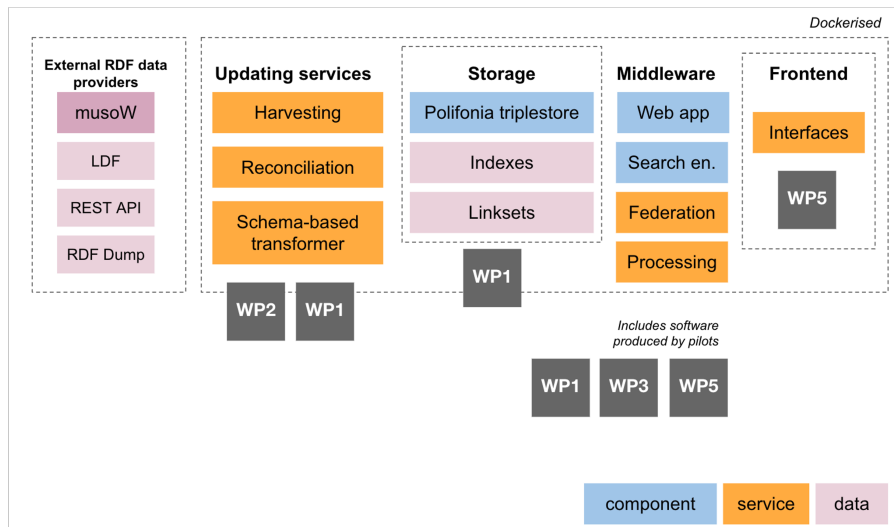 Dockerised
External RDF data
providers
musoW
LDF
REST API
RDF Dump
Updating services
Harvesting
Reconciliation
Schema-based
transformer
WP2
WP1
Storage
Polifonia triplestore
Indexes
Linksets
WP1
Middleware
Web app
Search en.
Federation
Processing
Includes software
produced by pilots
WP1
WP3
WP5
Frontend
Interfaces
WP5
component
service
data